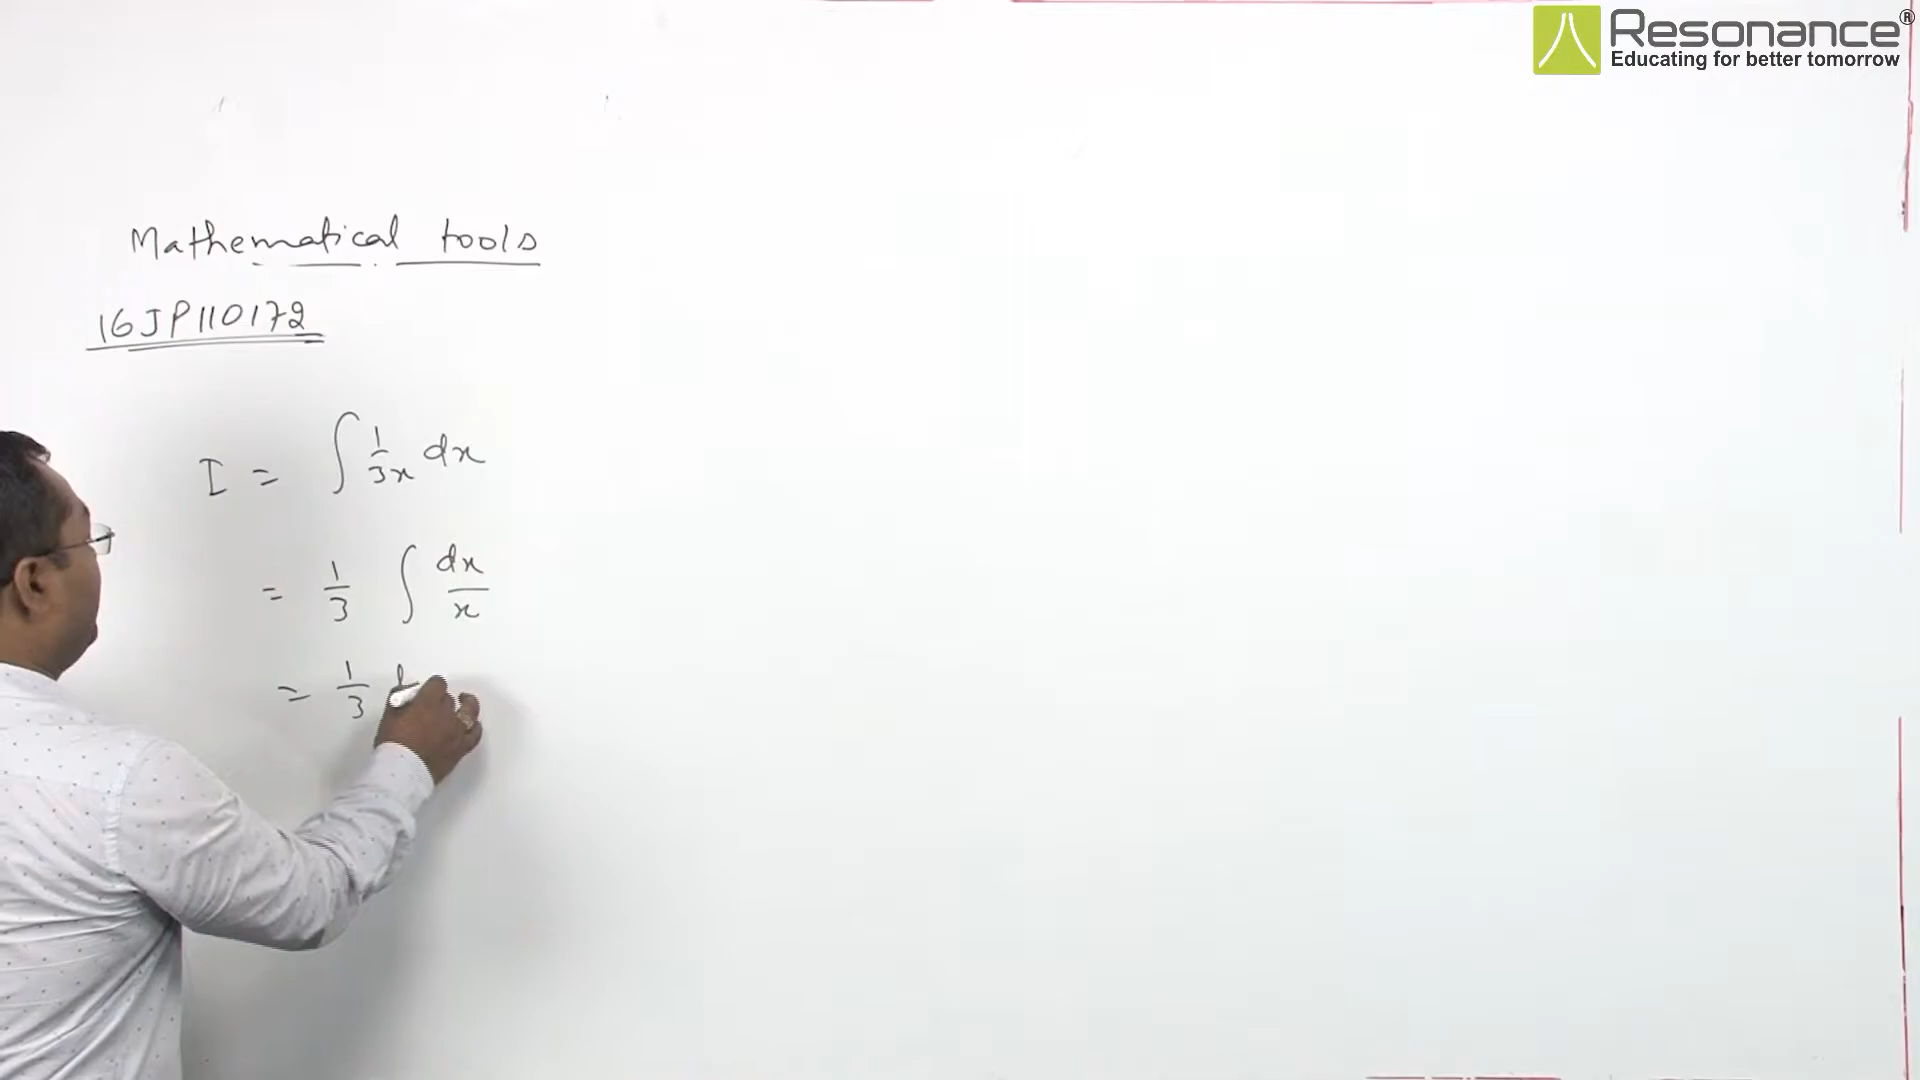 Resonance®
Educating for better tomorrow
Mathematical tools
16JP110172
I = ∫ 1/3x dx
= 1/3 ∫ dx/x
= 1/3